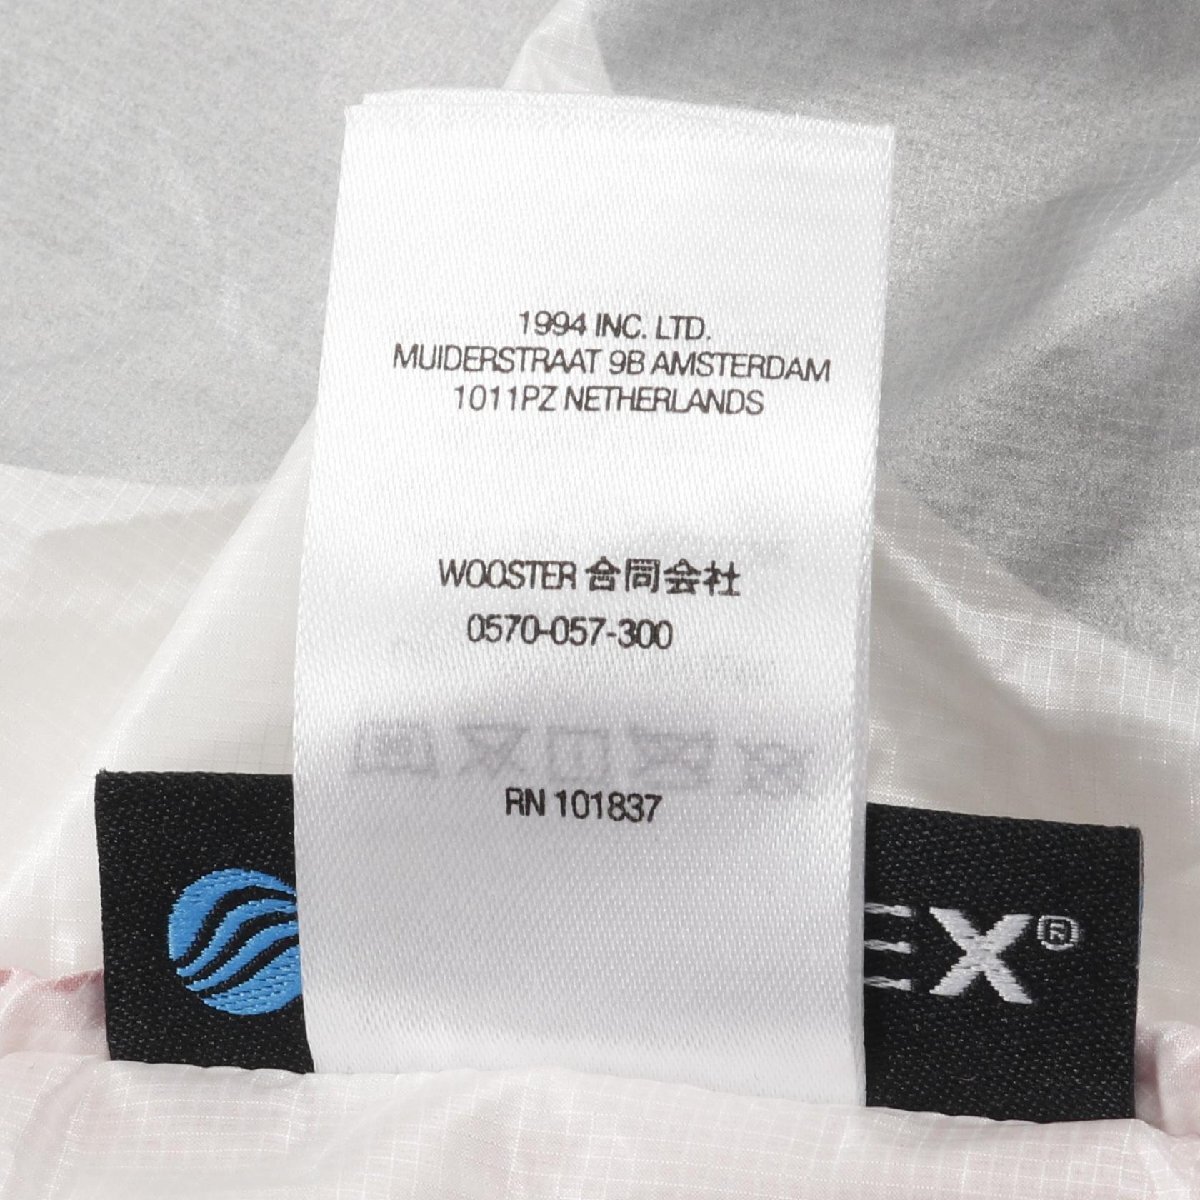 1994 INC. LTD.
MUIDERSTRAAT 9B AMSTERDAM
1011PZ NETHERLANDS
WOOSTER 合同会社
0570-057-300
RN 101837
EX®